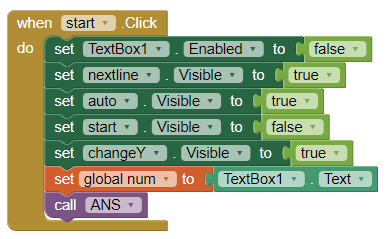 when start .Click
do set TextBox1 . Enabled to false
set nextline . Visible to true
set auto . Visible to true
set start . Visible to false
set changeY . Visible to true
set global num to TextBox1 . Text
call ANS